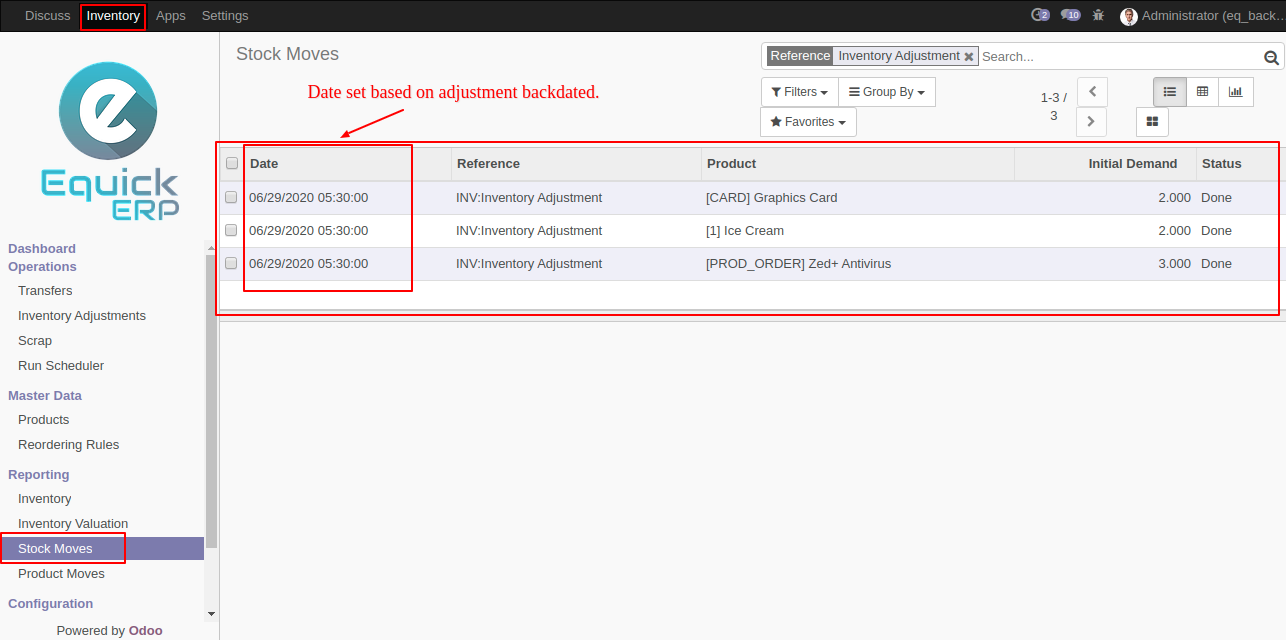 Discuss Inventory Apps Settings 2 10 Administrator (eq_back...
Stock Moves
Reference Inventory Adjustment Search...
Date set based on adjustment backdated.
Filters Group By
Favorites
1-3 /
3
Date Reference Product Initial Demand Status
06/29/2020 05:30:00 INV:Inventory Adjustment [CARD] Graphics Card 2.000 Done
06/29/2020 05:30:00 INV:Inventory Adjustment [1] Ice Cream 2.000 Done
06/29/2020 05:30:00 INV:Inventory Adjustment [PROD_ORDER] Zed+ Antivirus 3.000 Done
e
Equick
ERP
Dashboard
Operations
Transfers
Inventory Adjustments
Scrap
Run Scheduler
Master Data
Products
Reordering Rules
Reporting
Inventory
Inventory Valuation
Stock Moves
Product Moves
Configuration
Powered by Odoo